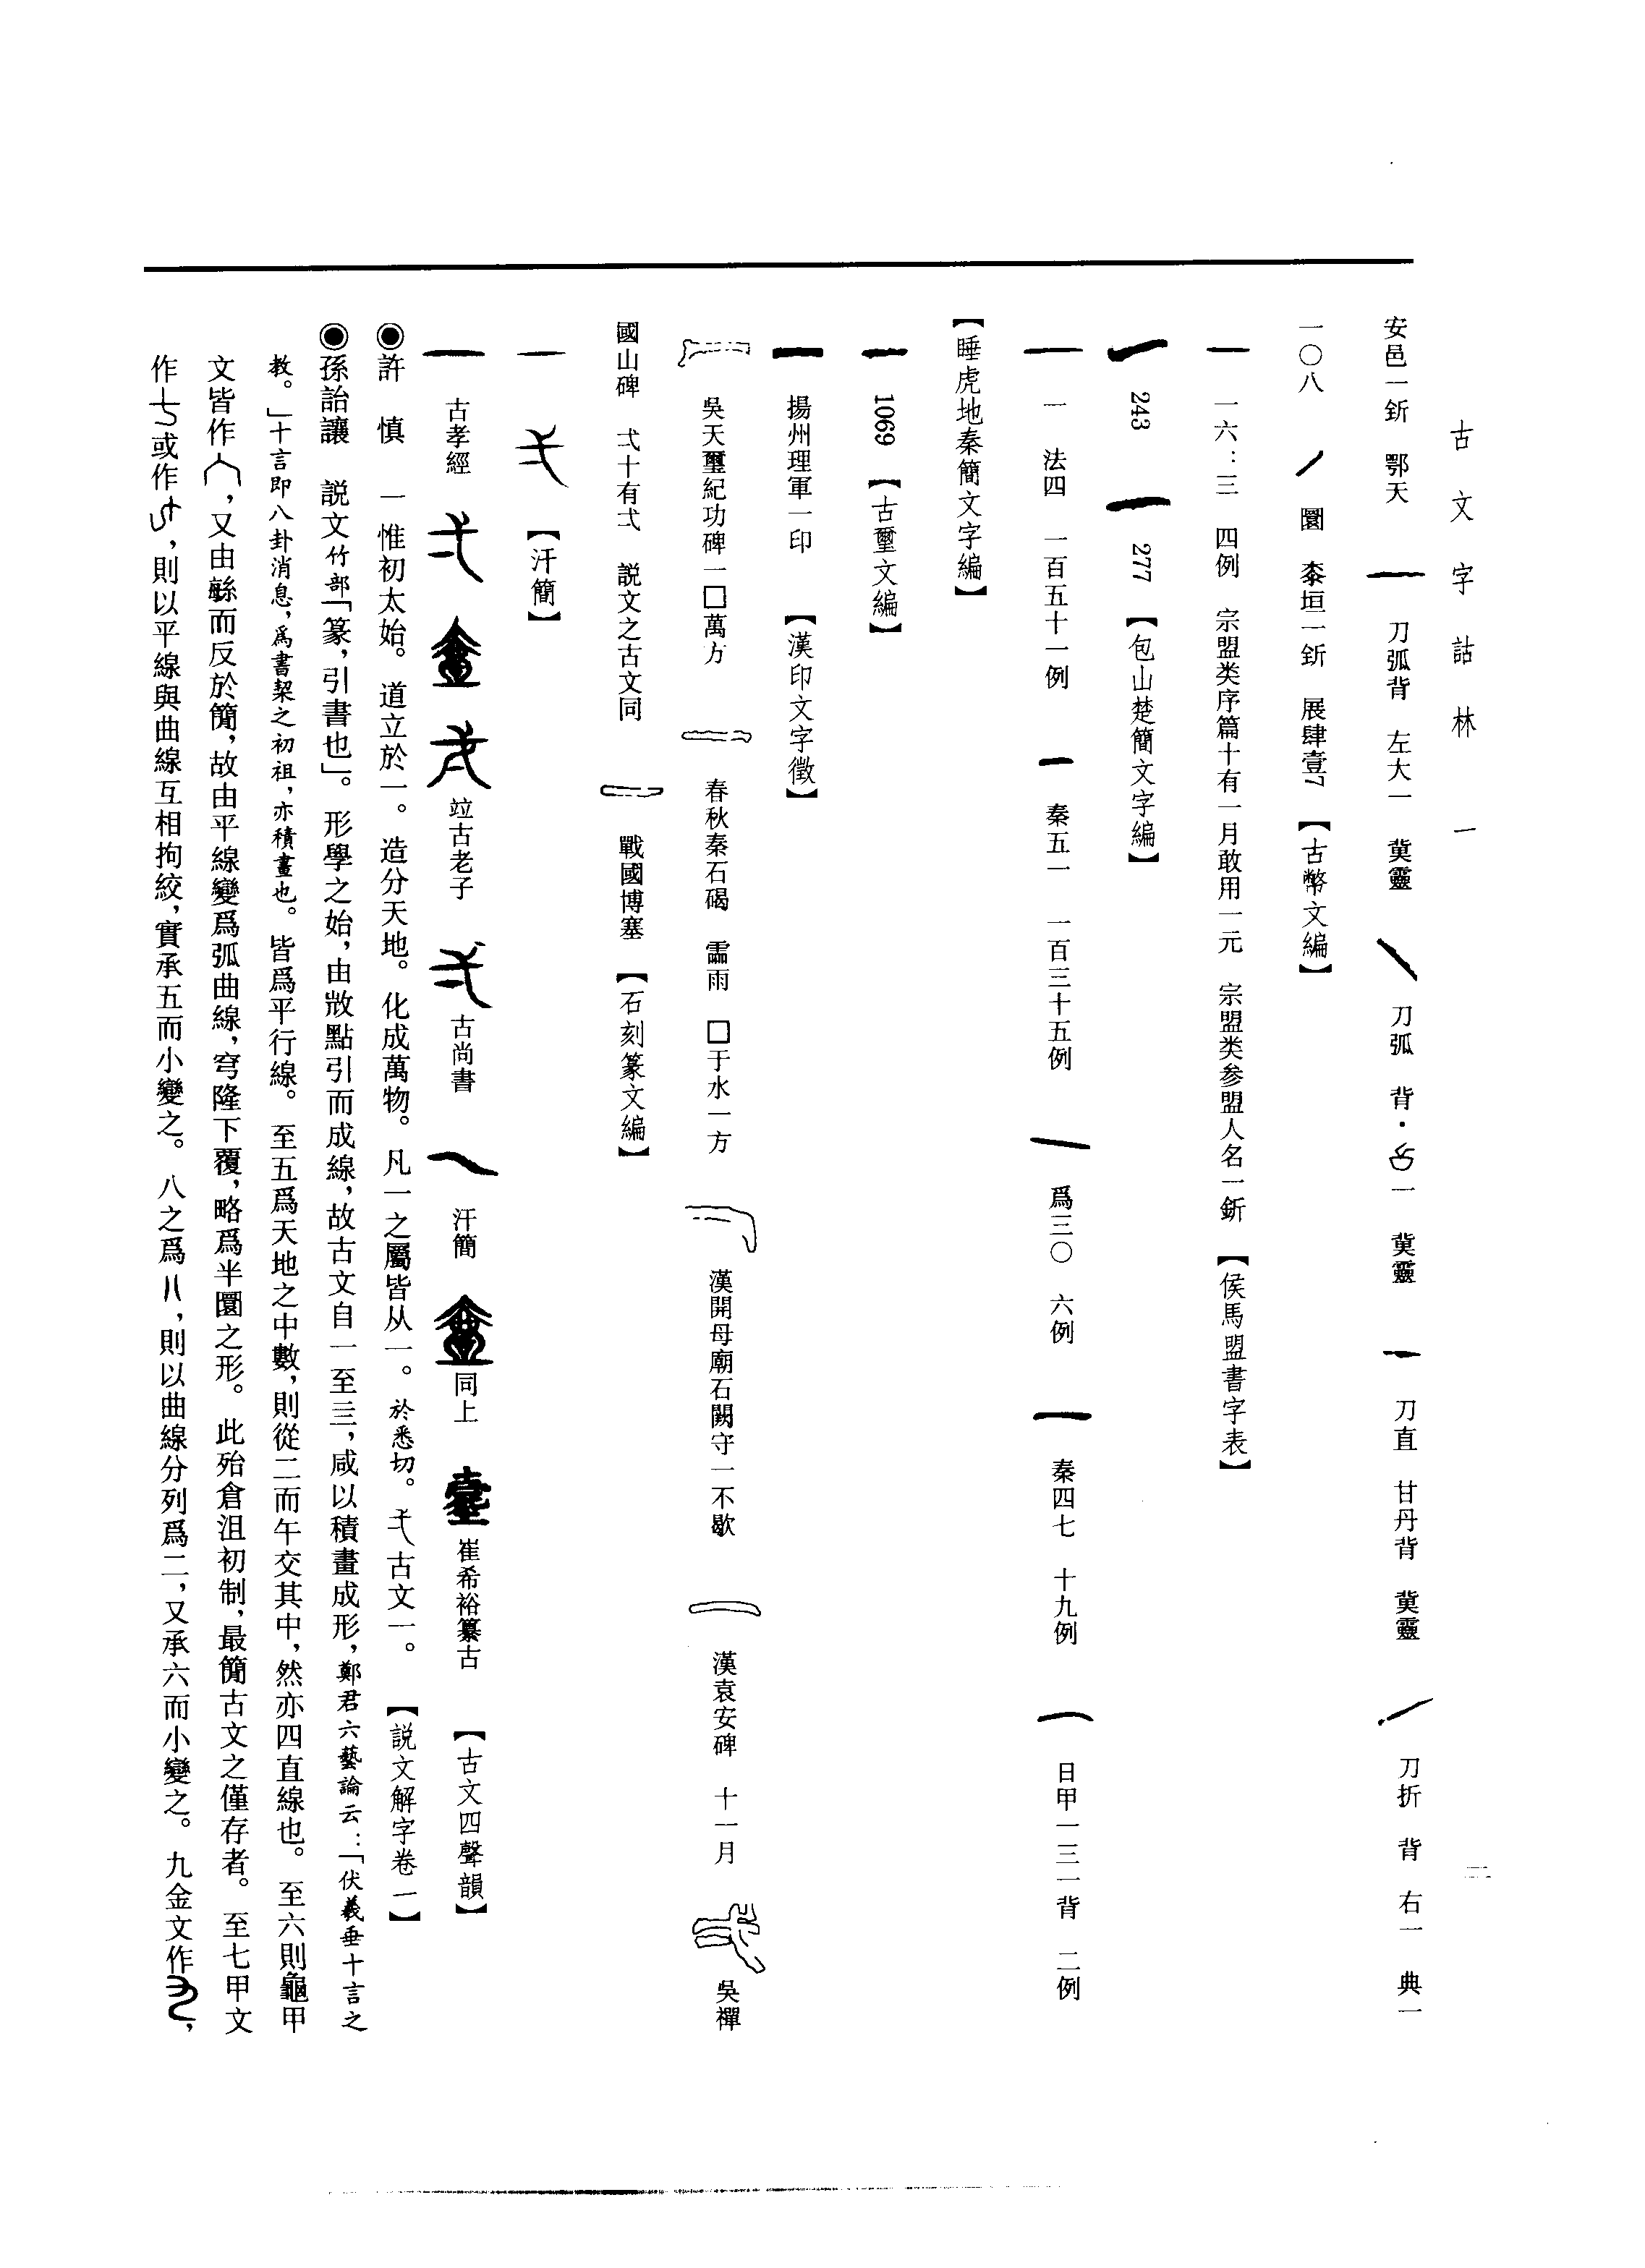 古文字詁林 一
二
安邑一釿 鄂天 一 刀弧背 左大一 蓂靈 刀弧 背·一 蓂靈 刀直 甘丹背 蓂靈 刀折 背 右一 典一
一〇八 圜 桼垣一釿 展肆壹7 【古幣文編】
一 一六：三 四例 宗盟类序篇十有一月敢用一元 宗盟类参盟人名一釿 【侯馬盟書字表】
243 277 【包山楚簡文字編】
一 一 法四 一百五十一例 一 秦五一 一百三十五例 爲三〇 六例 一 秦四七 十九例 日甲一三一背 二例
【睡虎地秦簡文字編】
一 1069 【古璽文編】
一 揚州理軍一印 【漢印文字徵】
吳天璽紀功碑一□萬方 春秋秦石碣 霝雨 □于水一方 漢開母廟石闕守一不歇 漢袁安碑 十一月 吳禪
國山碑 弌十有弌 説文之古文同 戰國博塞 【石刻篆文編】
一 弌 【汗簡】
一 古孝經 弌 竝古老子 弌 古尚書 汗簡 同上 崔希裕纂古 【古文四聲韻】
◉許 慎 一惟初太始。道立於一。造分天地。化成萬物。凡一之屬皆从一。於悉切。弌古文一。 【説文解字卷一】
◉孫詒讓 説文竹部「篆，引書也」。形學之始，由㪔點引而成線，故古文自一至三，咸以積畫成形，鄭君六藝論云：「伏羲垂十言之
教。」十言即八卦消息，爲書契之初祖，亦積畫也。皆爲平行線。至五爲天地之中數，則從二而午交其中，然亦四直線也。至六則龜甲
文皆作，又由緐而反於簡，故由平線變爲弧曲線，穹隆下覆，略爲半圜之形。此殆倉沮初制，最簡古文之僅存者。至七甲文
作或作，則以平線與曲線互相拘絞，實承五而小變之。八之爲八，則以曲線分列爲二，又承六而小變之。九金文作，